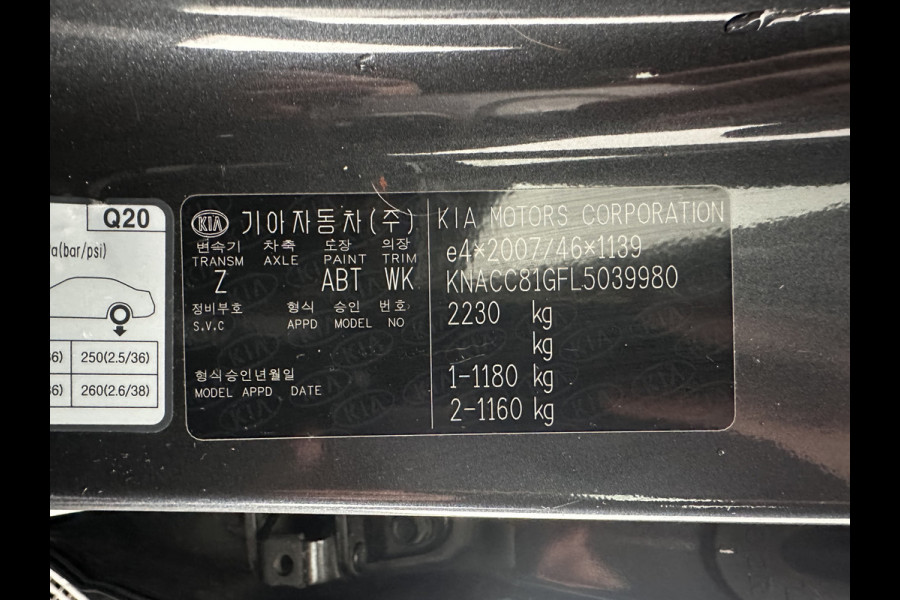 Q20
a(bar/psi)
6) 250(2.5/36)
6) 260(2.6/38)
KIA 기아자동차(주)
변속기 차축 도장 의장
TRANSM AXLE PAINT TRIM
Z ABT WK
정비부호 형식 승인 번호
S.V.C APPD MODEL NO
형식승인년월일
MODEL APPD DATE
KIA MOTORS CORPORATION
e4*2007/46*1139
KNACC81GFL5039980
2230 kg
kg
1-1180 kg
2-1160 kg